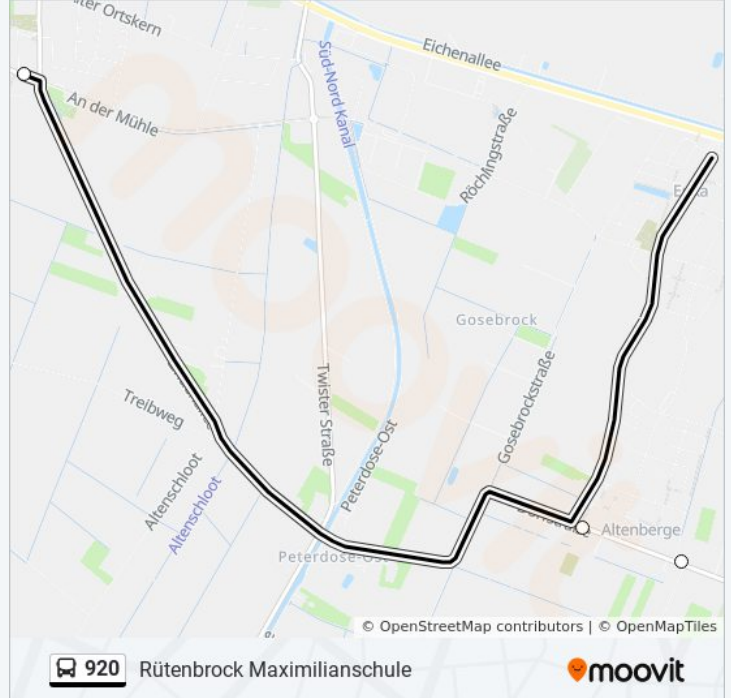 Ortskern
Eichenallee
Süd-Nord Kanal
An der Mühle
Röchlingstraße
Gosebrock
Twister Straße
Gosebrockstraße
Treibweg
Peterdose-Ost
Altenschloot
Altenschloot
Altenberge
Peterdose-Ost
© OpenStreetMap contributors | © OpenMapTiles
920 Rütenbrock Maximilianschule
moovit